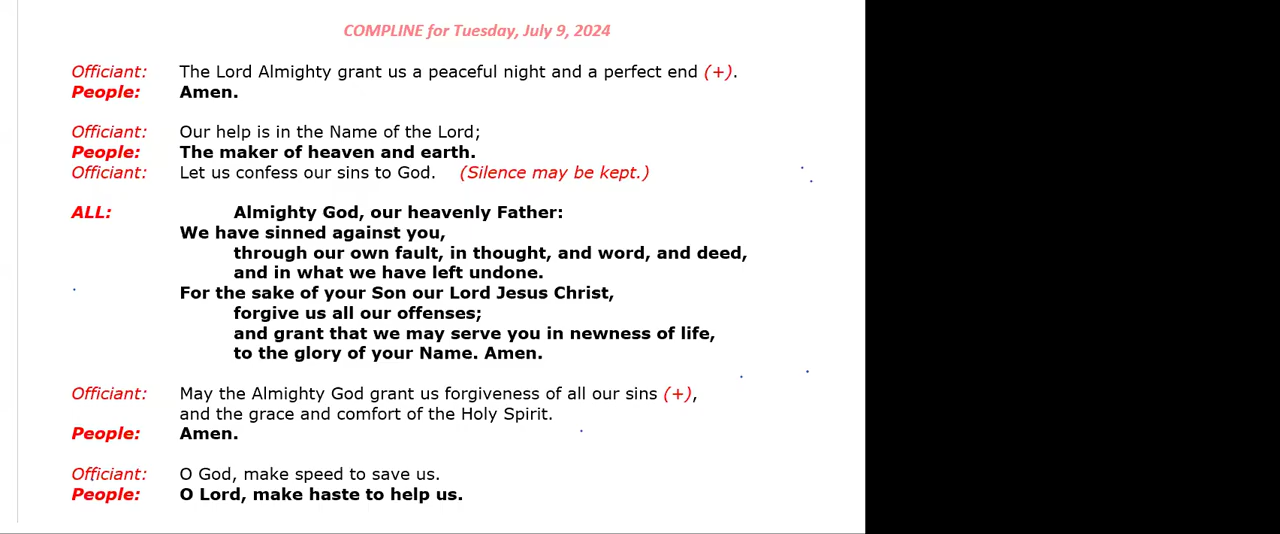 COMPLINE for Tuesday, July 9, 2024
Officiant: The Lord Almighty grant us a peaceful night and a perfect end (+).
People: Amen.
Officiant: Our help is in the Name of the Lord;
People: The maker of heaven and earth.
Officiant: Let us confess our sins to God. (Silence may be kept.)
ALL: Almighty God, our heavenly Father:
We have sinned against you,
through our own fault, in thought, and word, and deed,
and in what we have left undone.
For the sake of your Son our Lord Jesus Christ,
forgive us all our offenses;
and grant that we may serve you in newness of life,
to the glory of your Name. Amen.
Officiant: May the Almighty God grant us forgiveness of all our sins (+),
and the grace and comfort of the Holy Spirit.
People: Amen.
Officiant: O God, make speed to save us.
People: O Lord, make haste to help us.